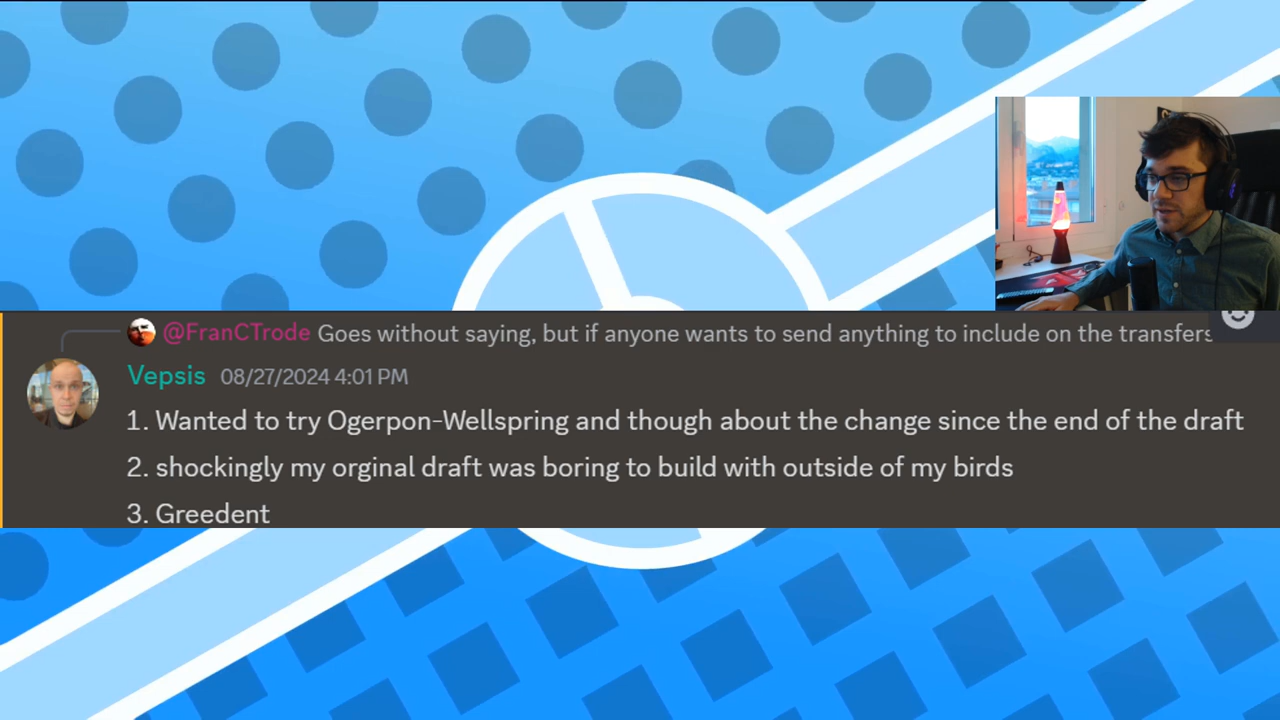 @FranCTrode Goes without saying, but if anyone wants to send anything to include on the transfers
Vepsis 08/27/2024 4:01 PM
1. Wanted to try Ogerpon-Wellspring and though about the change since the end of the draft
2. shockingly my orginal draft was boring to build with outside of my birds
3. Greedent